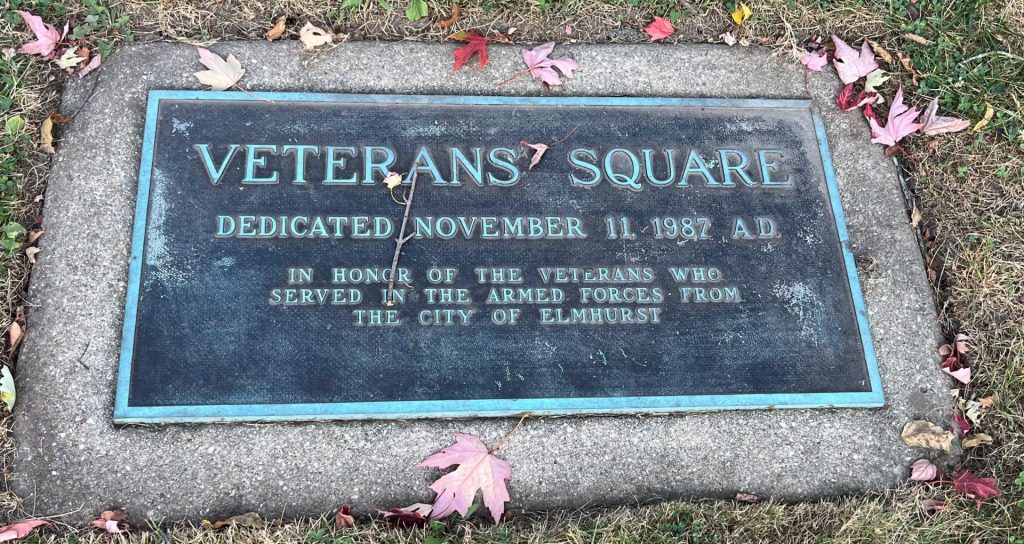 VETERANS' SQUARE
DEDICATED NOVEMBER 11, 1987 A.D.
IN HONOR OF THE VETERANS WHO
SERVED IN THE ARMED FORCES FROM
THE CITY OF ELMHURST